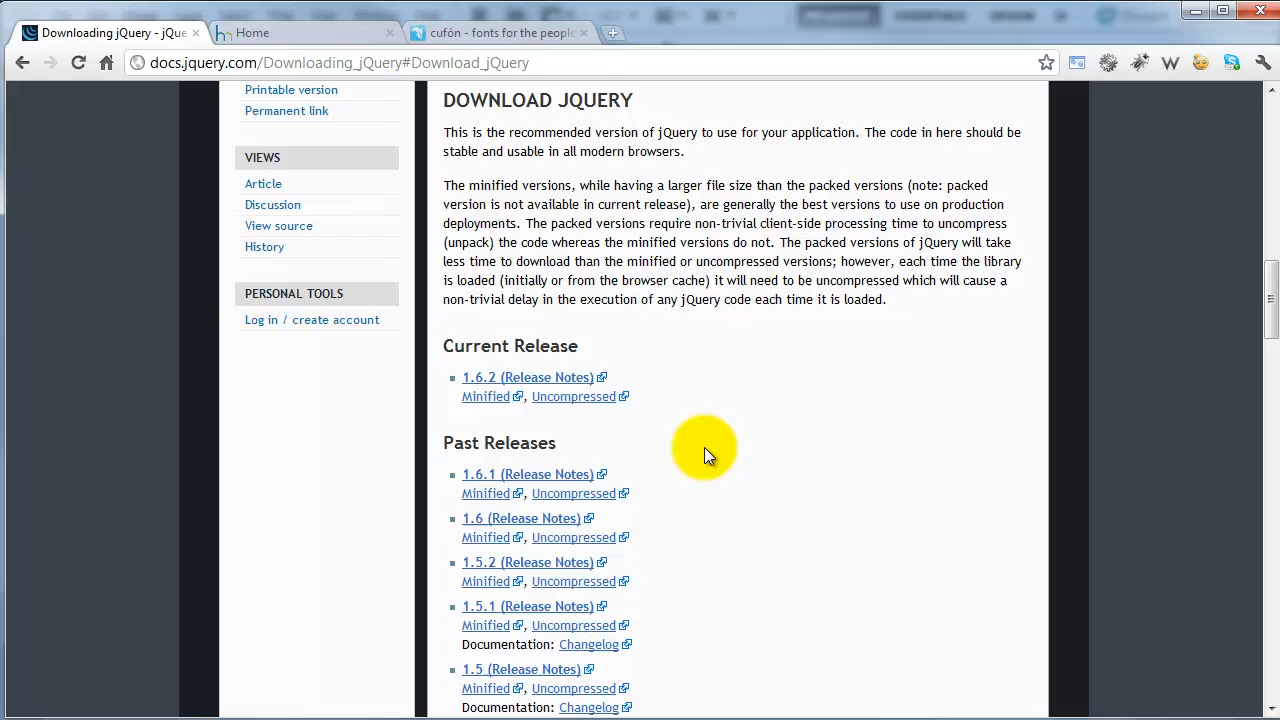 Downloading jQuery - jQue
Home
cufón - fonts for the people
docs.jquery.com/Downloading_jQuery#Download_jQuery
Printable version
Permanent link
VIEWS
Article
Discussion
View source
History
PERSONAL TOOLS
Log in / create account
DOWNLOAD JQUERY
This is the recommended version of jQuery to use for your application. The code in here should be
stable and usable in all modern browsers.
The minified versions, while having a larger file size than the packed versions (note: packed
version is not available in current release), are generally the best versions to use on production
deployments. The packed versions require non-trivial client-side processing time to uncompress
(unpack) the code whereas the minified versions do not. The packed versions of jQuery will take
less time to download than the minified or uncompressed versions; however, each time the library
is loaded (initially or from the browser cache) it will need to be uncompressed which will cause a
non-trivial delay in the execution of any jQuery code each time it is loaded.
Current Release
1.6.2 (Release Notes)
Minified, Uncompressed
Past Releases
1.6.1 (Release Notes)
Minified, Uncompressed
1.6 (Release Notes)
Minified, Uncompressed
1.5.2 (Release Notes)
Minified, Uncompressed
1.5.1 (Release Notes)
Minified, Uncompressed
Documentation: Changelog
1.5 (Release Notes)
Minified, Uncompressed
Documentation: Changelog